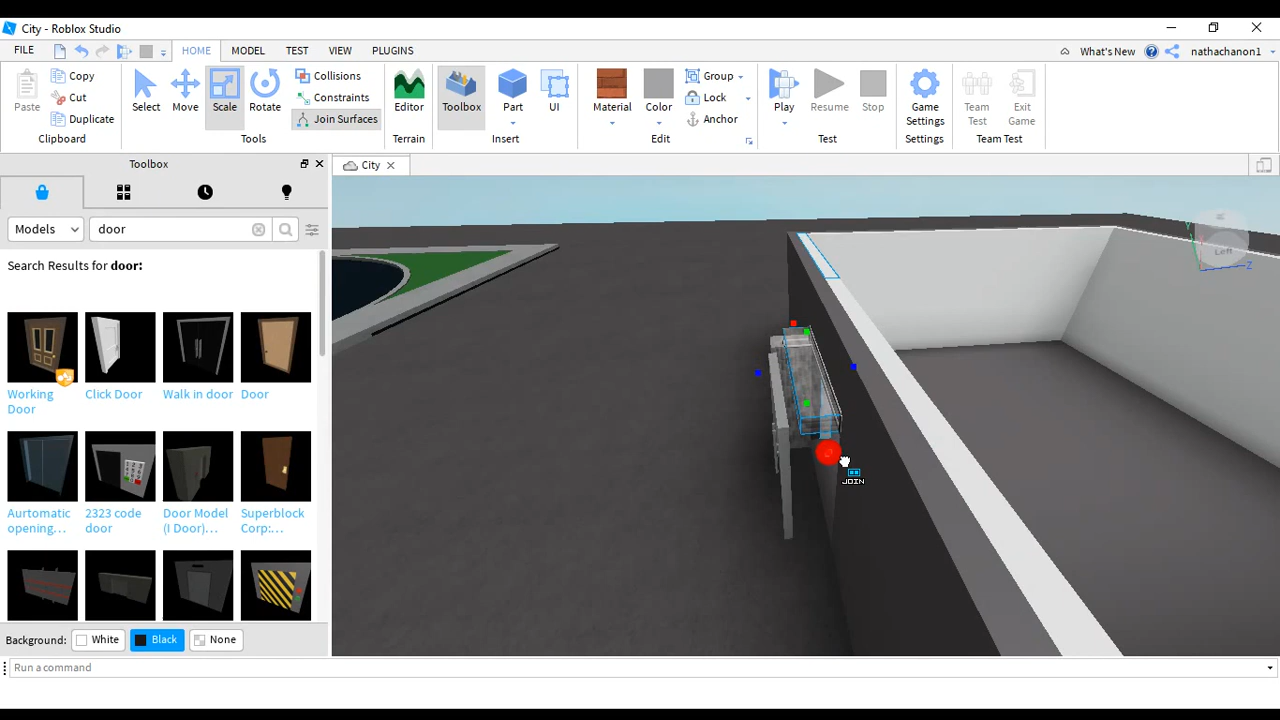 City - Roblox Studio
FILE HOME MODEL TEST VIEW PLUGINS What's New nathachanon1
Paste Copy Cut Duplicate Clipboard
Select Move Scale Rotate Collisions Constraints Join Surfaces Tools
Editor Terrain
Toolbox Part UI Insert
Material Color Group Lock Anchor Edit
Play Resume Stop Test
Game Settings Settings
Team Test Exit Game Team Test
Toolbox
City
Models door
Search Results for door:
Working Door
Click Door
Walk in door
Door
Aurtomatic opening...
2323 code door
Door Model (I Door)...
Superblock Corp:...
Background: White Black None
Run a command
JOIN
Left
Y
Z